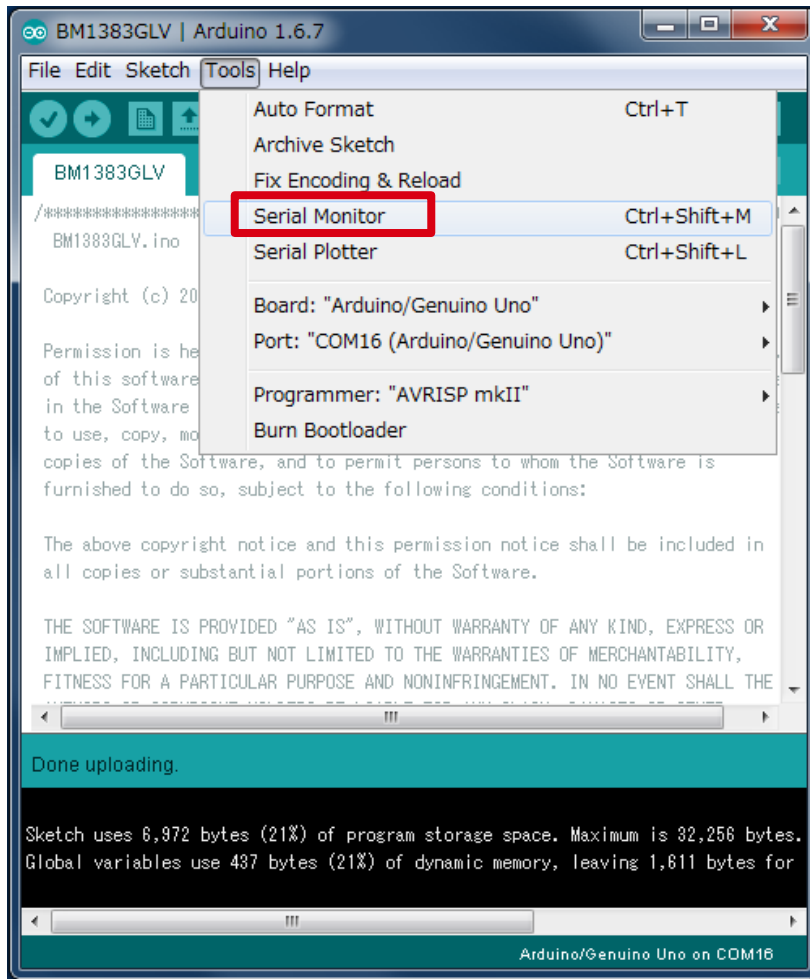 BM1383GLV | Arduino 1.6.7
File Edit Sketch Tools Help
Auto Format Ctrl+T
Archive Sketch
Fix Encoding & Reload
Serial Monitor Ctrl+Shift+M
Serial Plotter Ctrl+Shift+L
Board: "Arduino/Genuino Uno"
Port: "COM16 (Arduino/Genuino Uno)"
Programmer: "AVRISP mkII"
Burn Bootloader
BM1383GLV
/*****************
BM1383GLV.ino
Copyright (c) 20
Permission is he
of this software
in the Software
to use, copy, mo
copies of the Software, and to permit persons to whom the Software is
furnished to do so, subject to the following conditions:
The above copyright notice and this permission notice shall be included in
all copies or substantial portions of the Software.
THE SOFTWARE IS PROVIDED "AS IS", WITHOUT WARRANTY OF ANY KIND, EXPRESS OR
IMPLIED, INCLUDING BUT NOT LIMITED TO THE WARRANTIES OF MERCHANTABILITY,
FITNESS FOR A PARTICULAR PURPOSE AND NONINFRINGEMENT. IN NO EVENT SHALL THE
Done uploading.
Sketch uses 6,972 bytes (21%) of program storage space. Maximum is 32,256 bytes.
Global variables use 437 bytes (21%) of dynamic memory, leaving 1,611 bytes for
Arduino/Genuino Uno on COM16